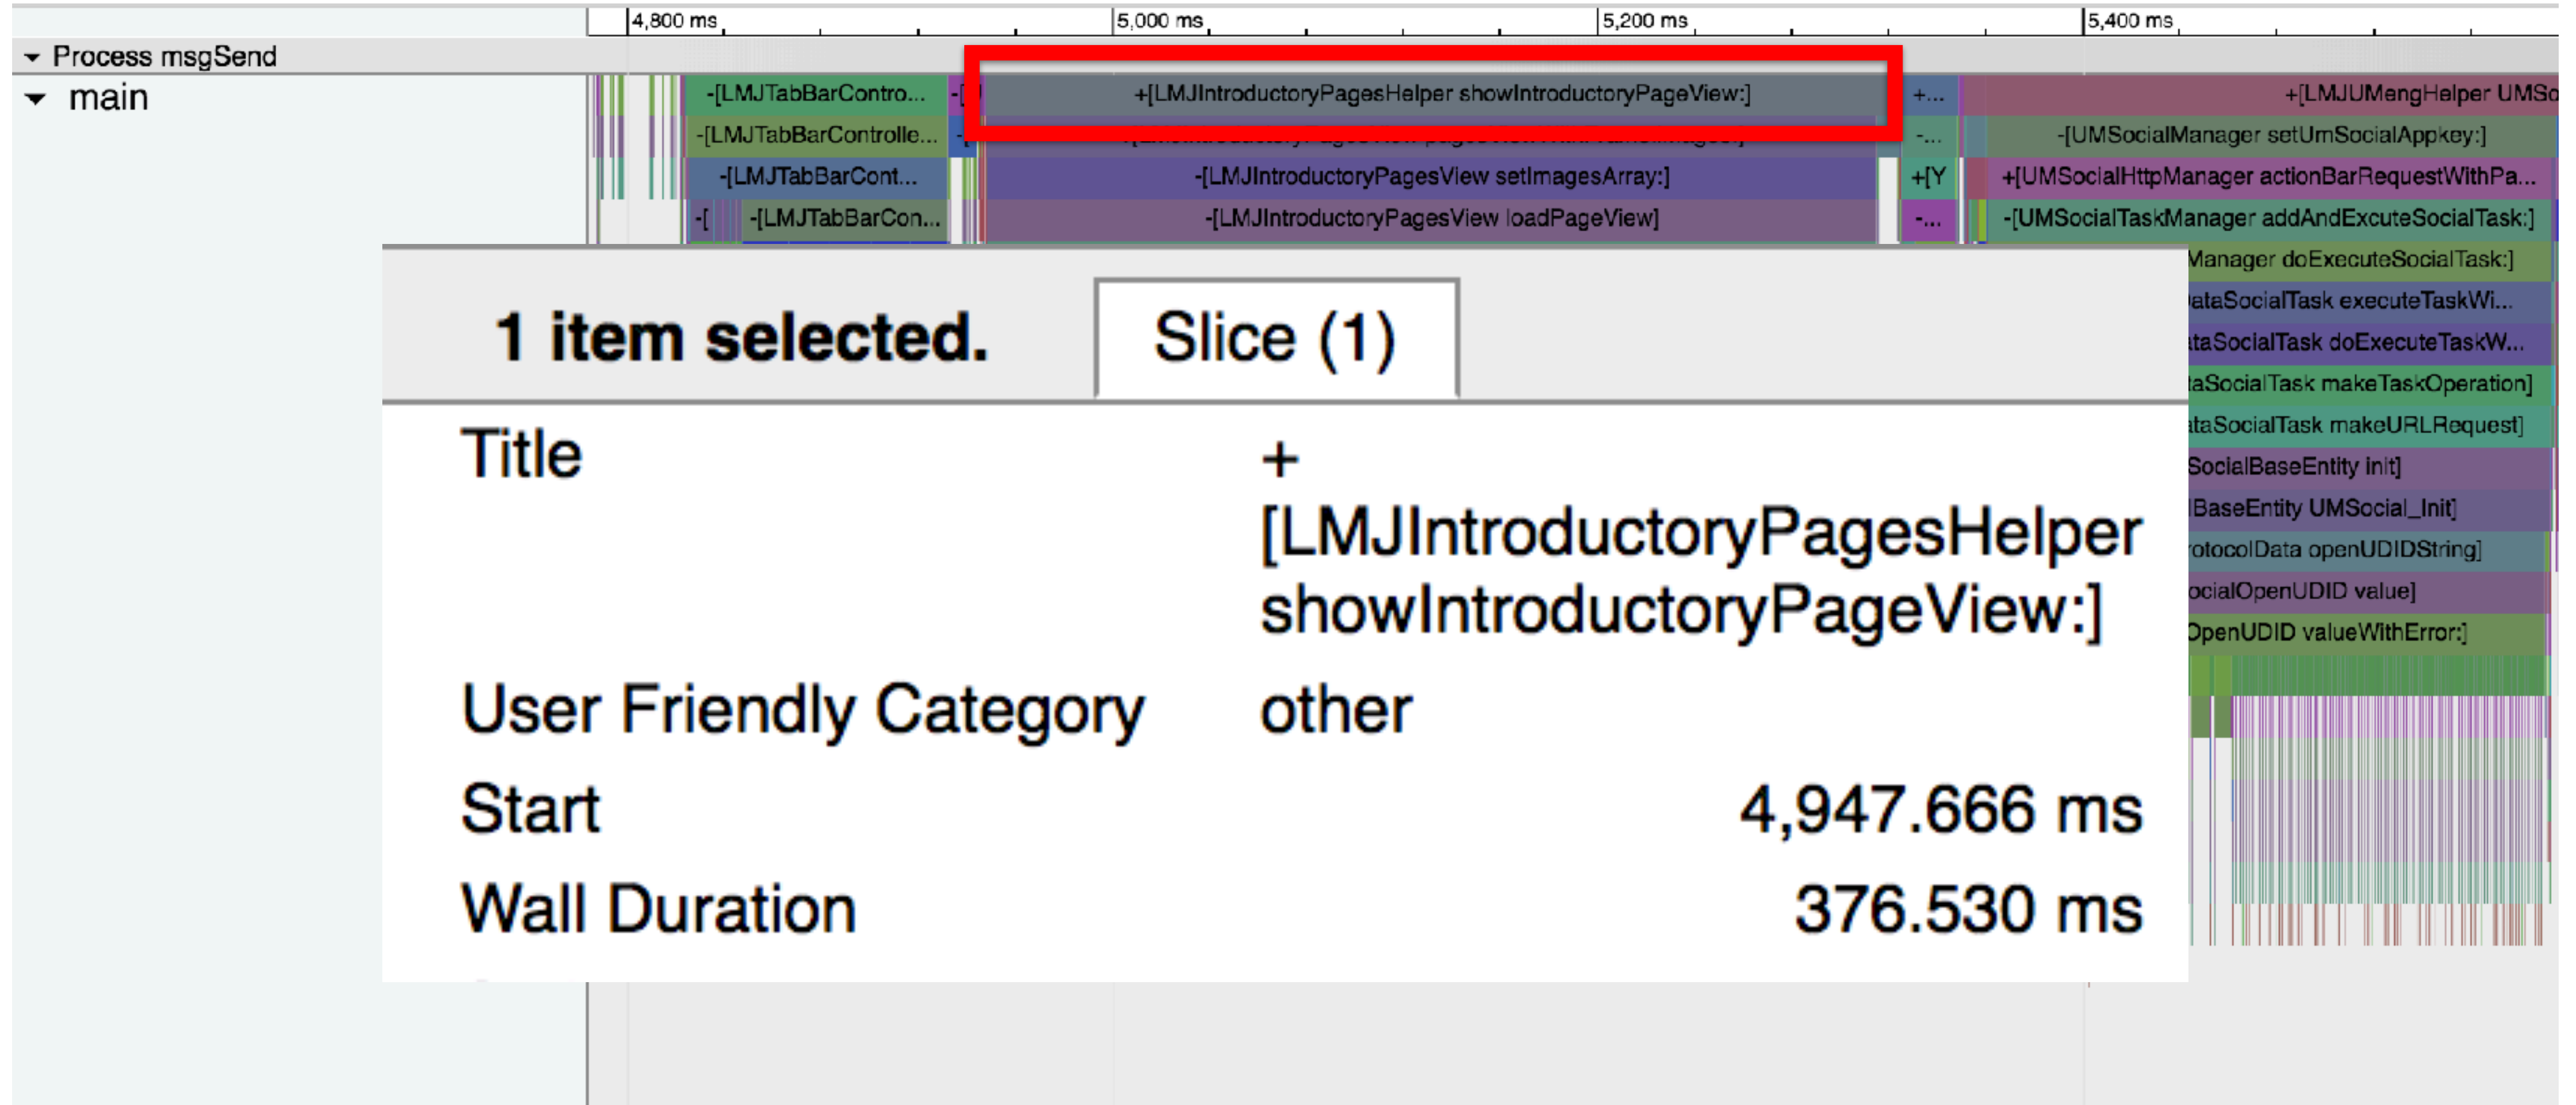 4,800 ms 5,000 ms 5,200 ms 5,400 ms
Process msgSend
main
-[LMJTabBarContro... -[ +[LMJIntroductoryPagesHelper showIntroductoryPageView:] +... +[LMJUMengHelper UMSo
-[LMJTabBarControlle... -[ -... -[UMSocialManager setUmSocialAppkey:]
-[LMJTabBarCont... -[LMJIntroductoryPagesView setImagesArray:] +[Y +[UMSocialHttpManager actionBarRequestWithPa...
-[ -[LMJTabBarCon... -[LMJIntroductoryPagesView loadPageView] -... -[UMSocialTaskManager addAndExcuteSocialTask:]
Manager doExecuteSocialTask:]
ataSocialTask executeTaskWi...
ataSocialTask doExecuteTaskW...
taSocialTask makeTaskOperation]
ataSocialTask makeURLRequest]
SocialBaseEntity init]
BaseEntity UMSocial_Init]
otocolData openUDIDString]
ocialOpenUDID value]
OpenUDID valueWithError:]
1 item selected. Slice (1)
Title +
[LMJIntroductoryPagesHelper
showIntroductoryPageView:]
User Friendly Category other
Start 4,947.666 ms
Wall Duration 376.530 ms